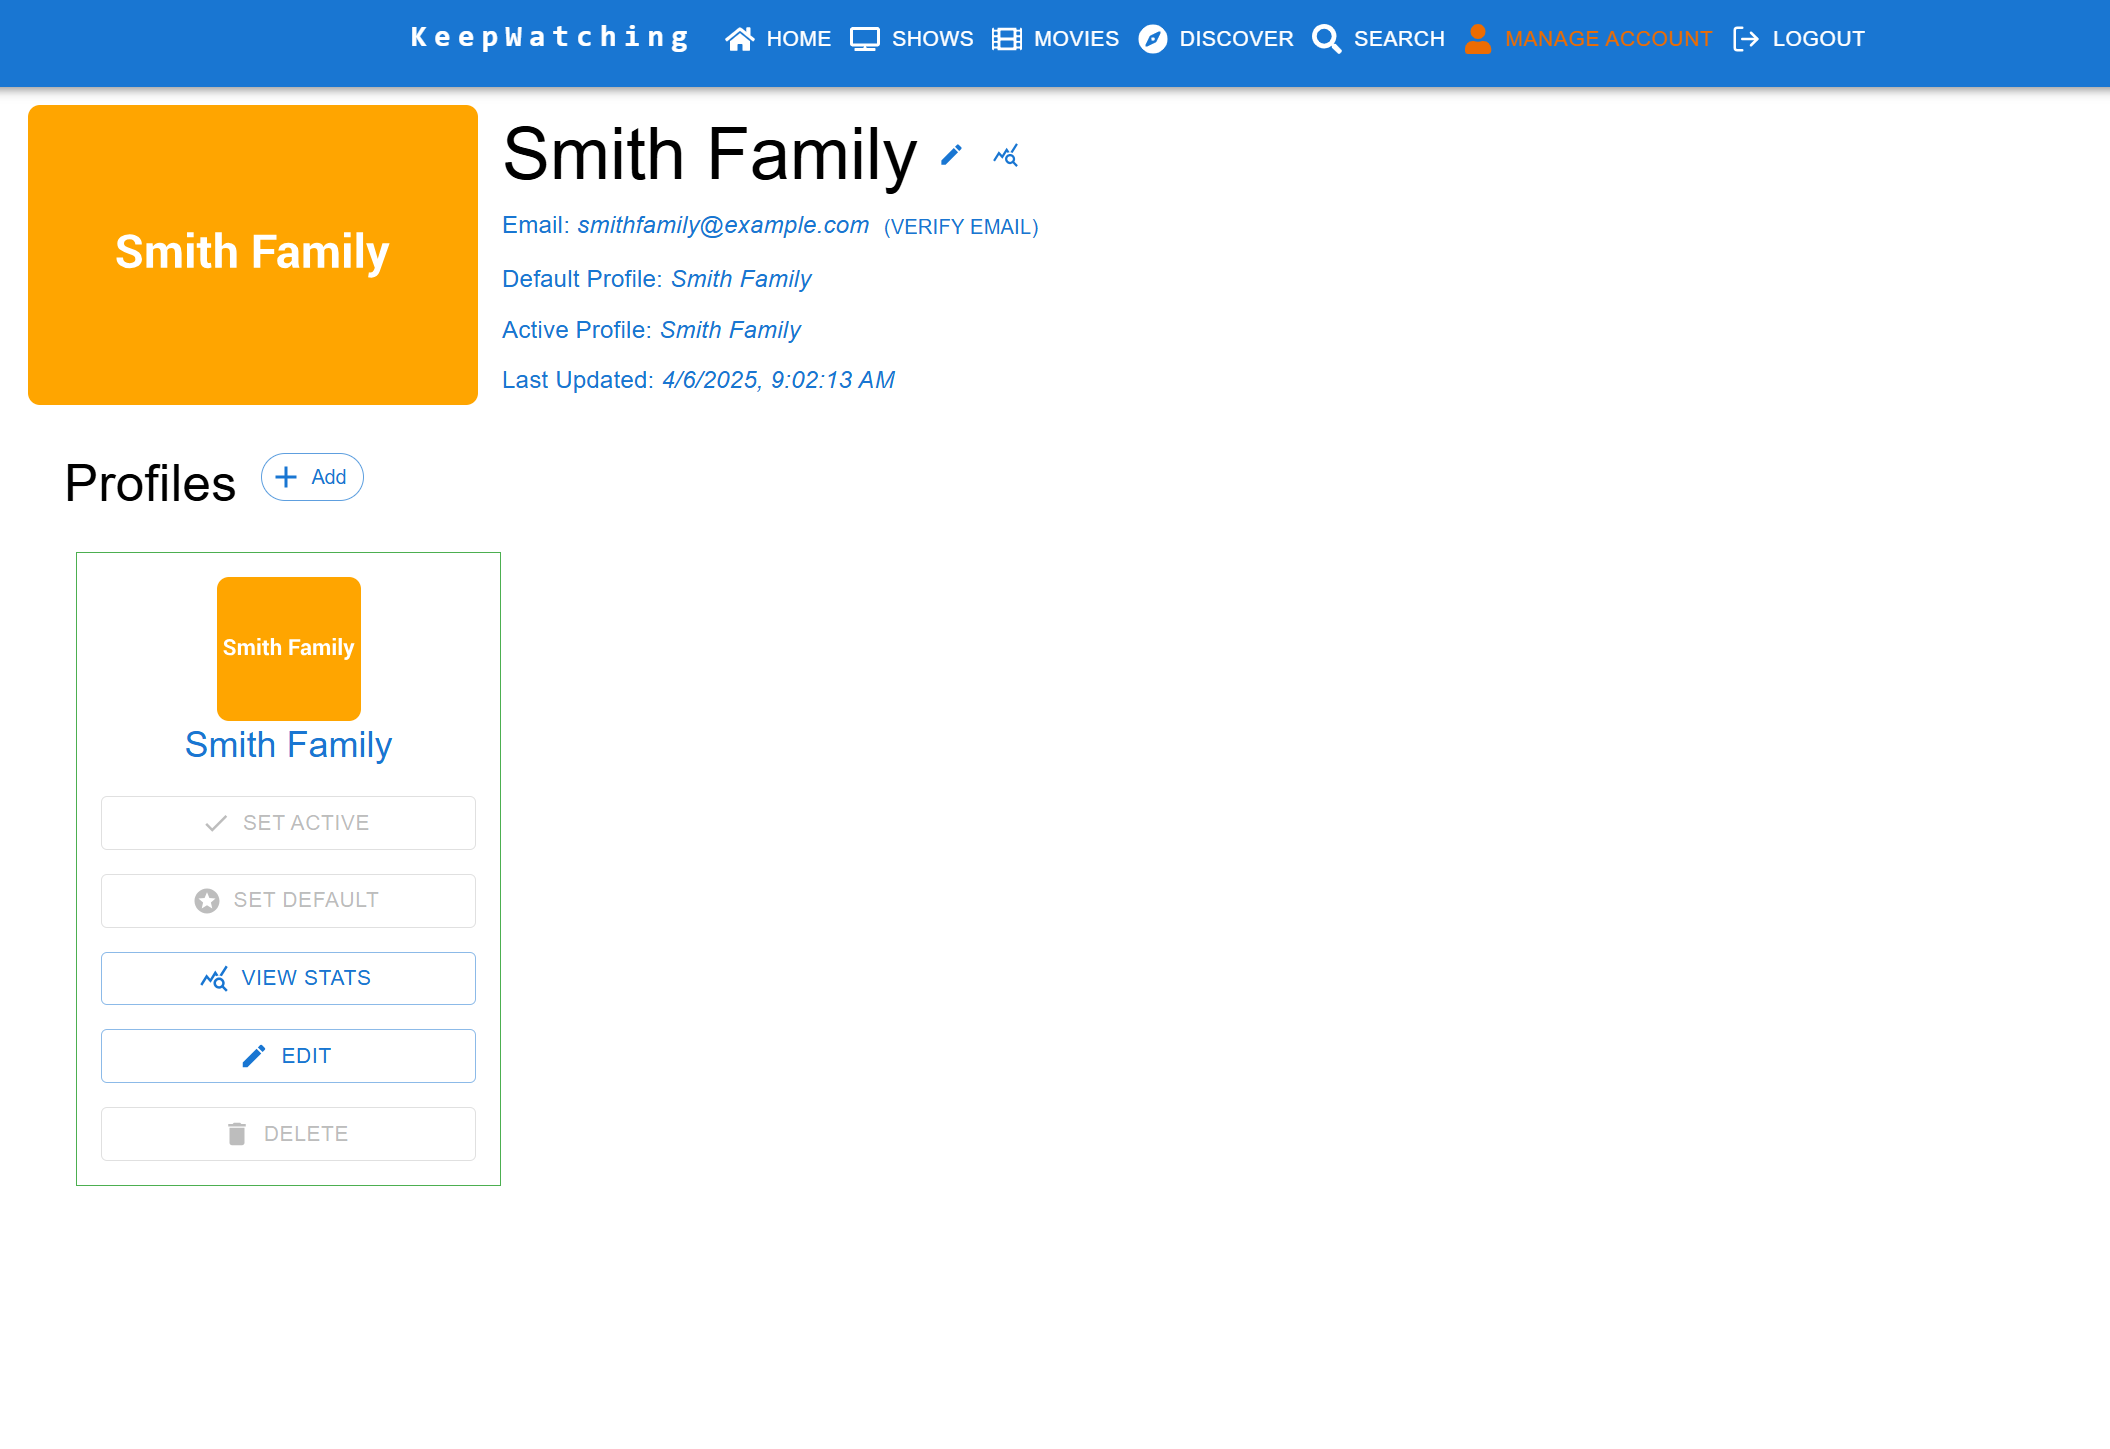 KeepWatching HOME SHOWS MOVIES DISCOVER SEARCH MANAGE ACCOUNT LOGOUT
Smith Family
Smith Family
Email: smithfamily@example.com (VERIFY EMAIL)
Default Profile: Smith Family
Active Profile: Smith Family
Last Updated: 4/6/2025, 9:02:13 AM
Profiles Add
Smith Family
Smith Family
SET ACTIVE
SET DEFAULT
VIEW STATS
EDIT
DELETE